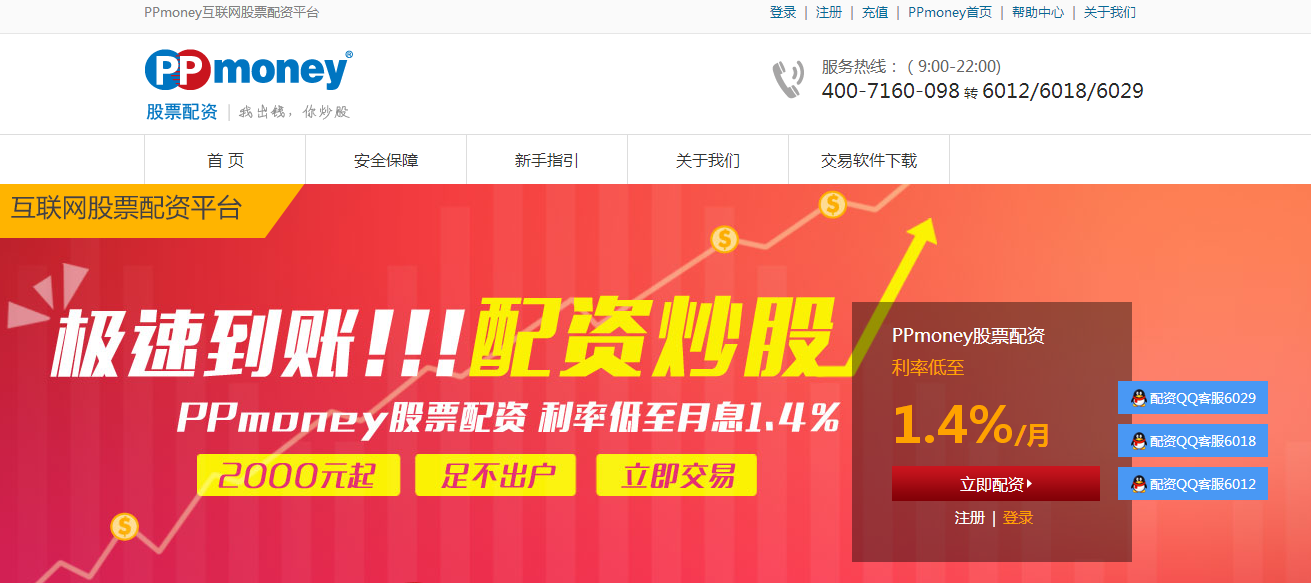 PPmoney互联网股票配资平台
登录 | 注册 | 充值 | PPmoney首页 | 帮助中心 | 关于我们
PPmoney®
股票配资 | 我出钱，你炒股
服务热线：（9:00-22:00)
400-7160-098 转 6012/6018/6029
首 页 安全保障 新手指引 关于我们 交易软件下载
互联网股票配资平台
极速到账!!!配资炒股
PPmoney股票配资 利率低至月息1.4%
2000元起 足不出户 立即交易
PPmoney股票配资
利率低至
1.4%/月
立即配资
注册 | 登录
配资QQ客服6029
配资QQ客服6018
配资QQ客服6012